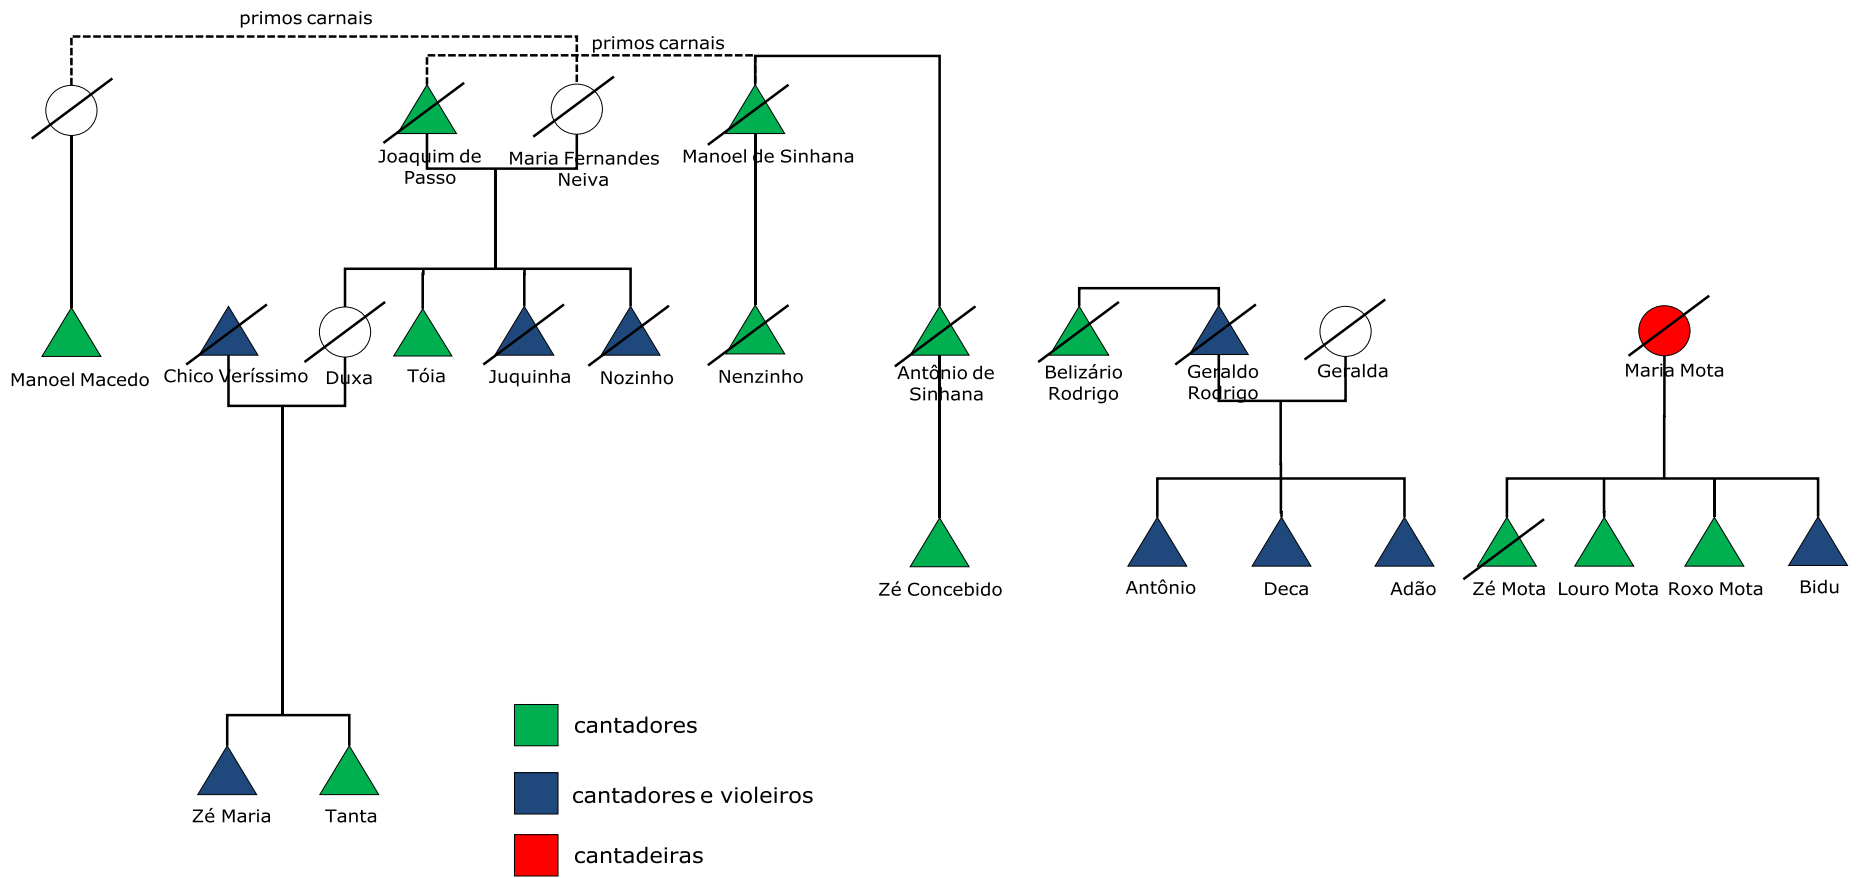 primos carnais
primos carnais
Joaquim de
Passo
Maria Fernandes
Neiva
Manoel de Sinhana
Manoel Macedo
Chico Veríssimo
Duxa
Tóia
Juquinha
Nozinho
Nenzinho
Antônio de
Sinhana
Belizário
Rodrigo
Geraldo
Rodrigo
Geralda
Maria Mota
Zé Concebido
Antônio
Deca
Adão
Zé Mota
Louro Mota
Roxo Mota
Bidu
Zé Maria
Tanta
cantadores
cantadores e violeiros
cantadeiras